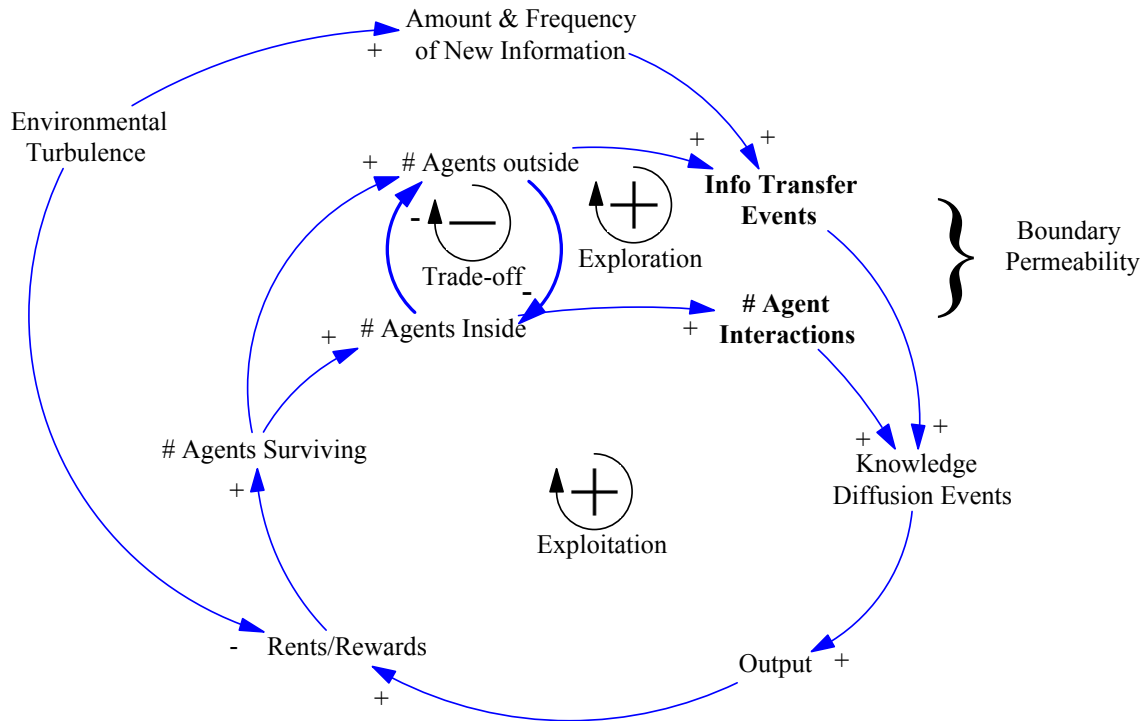 Amount & Frequency
of New Information
+
Environmental
Turbulence
+
+
+
# Agents outside
Info Transfer
Events
-
Trade-off
Exploration
Boundary
Permeability
-
# Agents Inside
+
+
# Agent
Interactions
# Agents Surviving
+
+
+
Knowledge
Diffusion Events
Exploitation
-
Rents/Rewards
+
Output
+